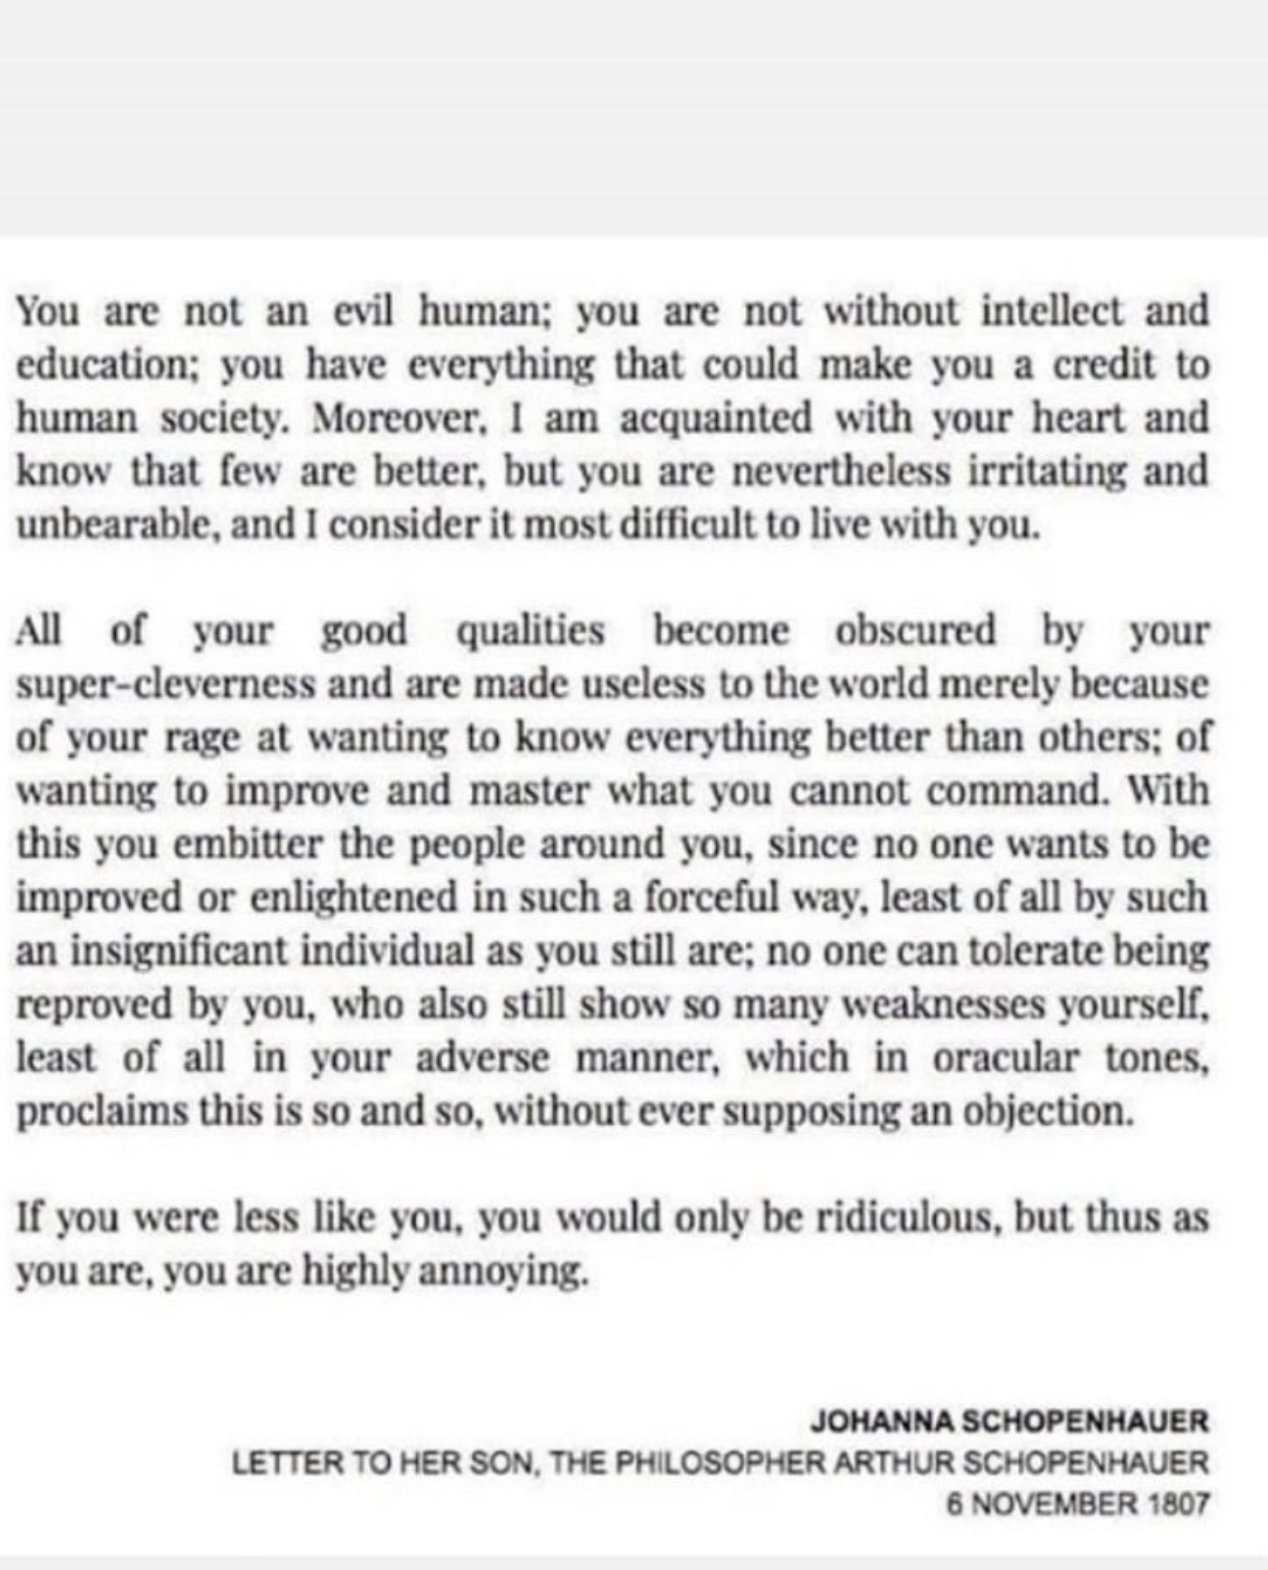 You are not an evil human; you are not without intellect and
education; you have everything that could make you a credit to
human society. Moreover, I am acquainted with your heart and
know that few are better, but you are nevertheless irritating and
unbearable, and I consider it most difficult to live with you.
All of your good qualities become obscured by your
super-cleverness and are made useless to the world merely because
of your rage at wanting to know everything better than others; of
wanting to improve and master what you cannot command. With
this you embitter the people around you, since no one wants to be
improved or enlightened in such a forceful way, least of all by such
an insignificant individual as you still are; no one can tolerate being
reproved by you, who also still show so many weaknesses yourself,
least of all in your adverse manner, which in oracular tones,
proclaims this is so and so, without ever supposing an objection.
If you were less like you, you would only be ridiculous, but thus as
you are, you are highly annoying.
JOHANNA SCHOPENHAUER
LETTER TO HER SON, THE PHILOSOPHER ARTHUR SCHOPENHAUER
6 NOVEMBER 1807